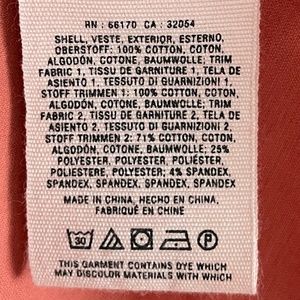 RN : 66170 CA : 32054
SHELL, VESTE, EXTERIOR, ESTERNO,
OBERSTOFF: 100% COTTON, COTON,
ALGODÓN, COTONE, BAUMWOLLE; TRIM
FABRIC 1, TISSU DE GARNITURE 1, TELA DE
ASIENTO 1, TESSUTO DI GUARNIZIONI 1,
STOFF TRIMMEN 1: 100% COTTON, COTON,
ALGODÓN, COTONE, BAUMWOLLE; TRIM
FABRIC 2, TISSU DE GARNITURE 2, TELA DE
ASIENTO 2, TESSUTO DI GUARNIZIONI 2,
STOFF TRIMMEN 2: 71% COTTON, COTON,
ALGODÓN, COTONE, BAUMWOLLE; 25%
POLYESTER, POLYESTER, POLIÉSTER,
POLIESTERE, POLYESTER; 4% SPANDEX,
SPANDEX, SPANDEX, SPANDEX, SPANDEX
MADE IN CHINA, HECHO EN CHINA,
FABRIQUÉ EN CHINE
30 P
THIS GARMENT CONTAINS DYE WHICH
MAY DISCOLOR MATERIALS WITH WHICH